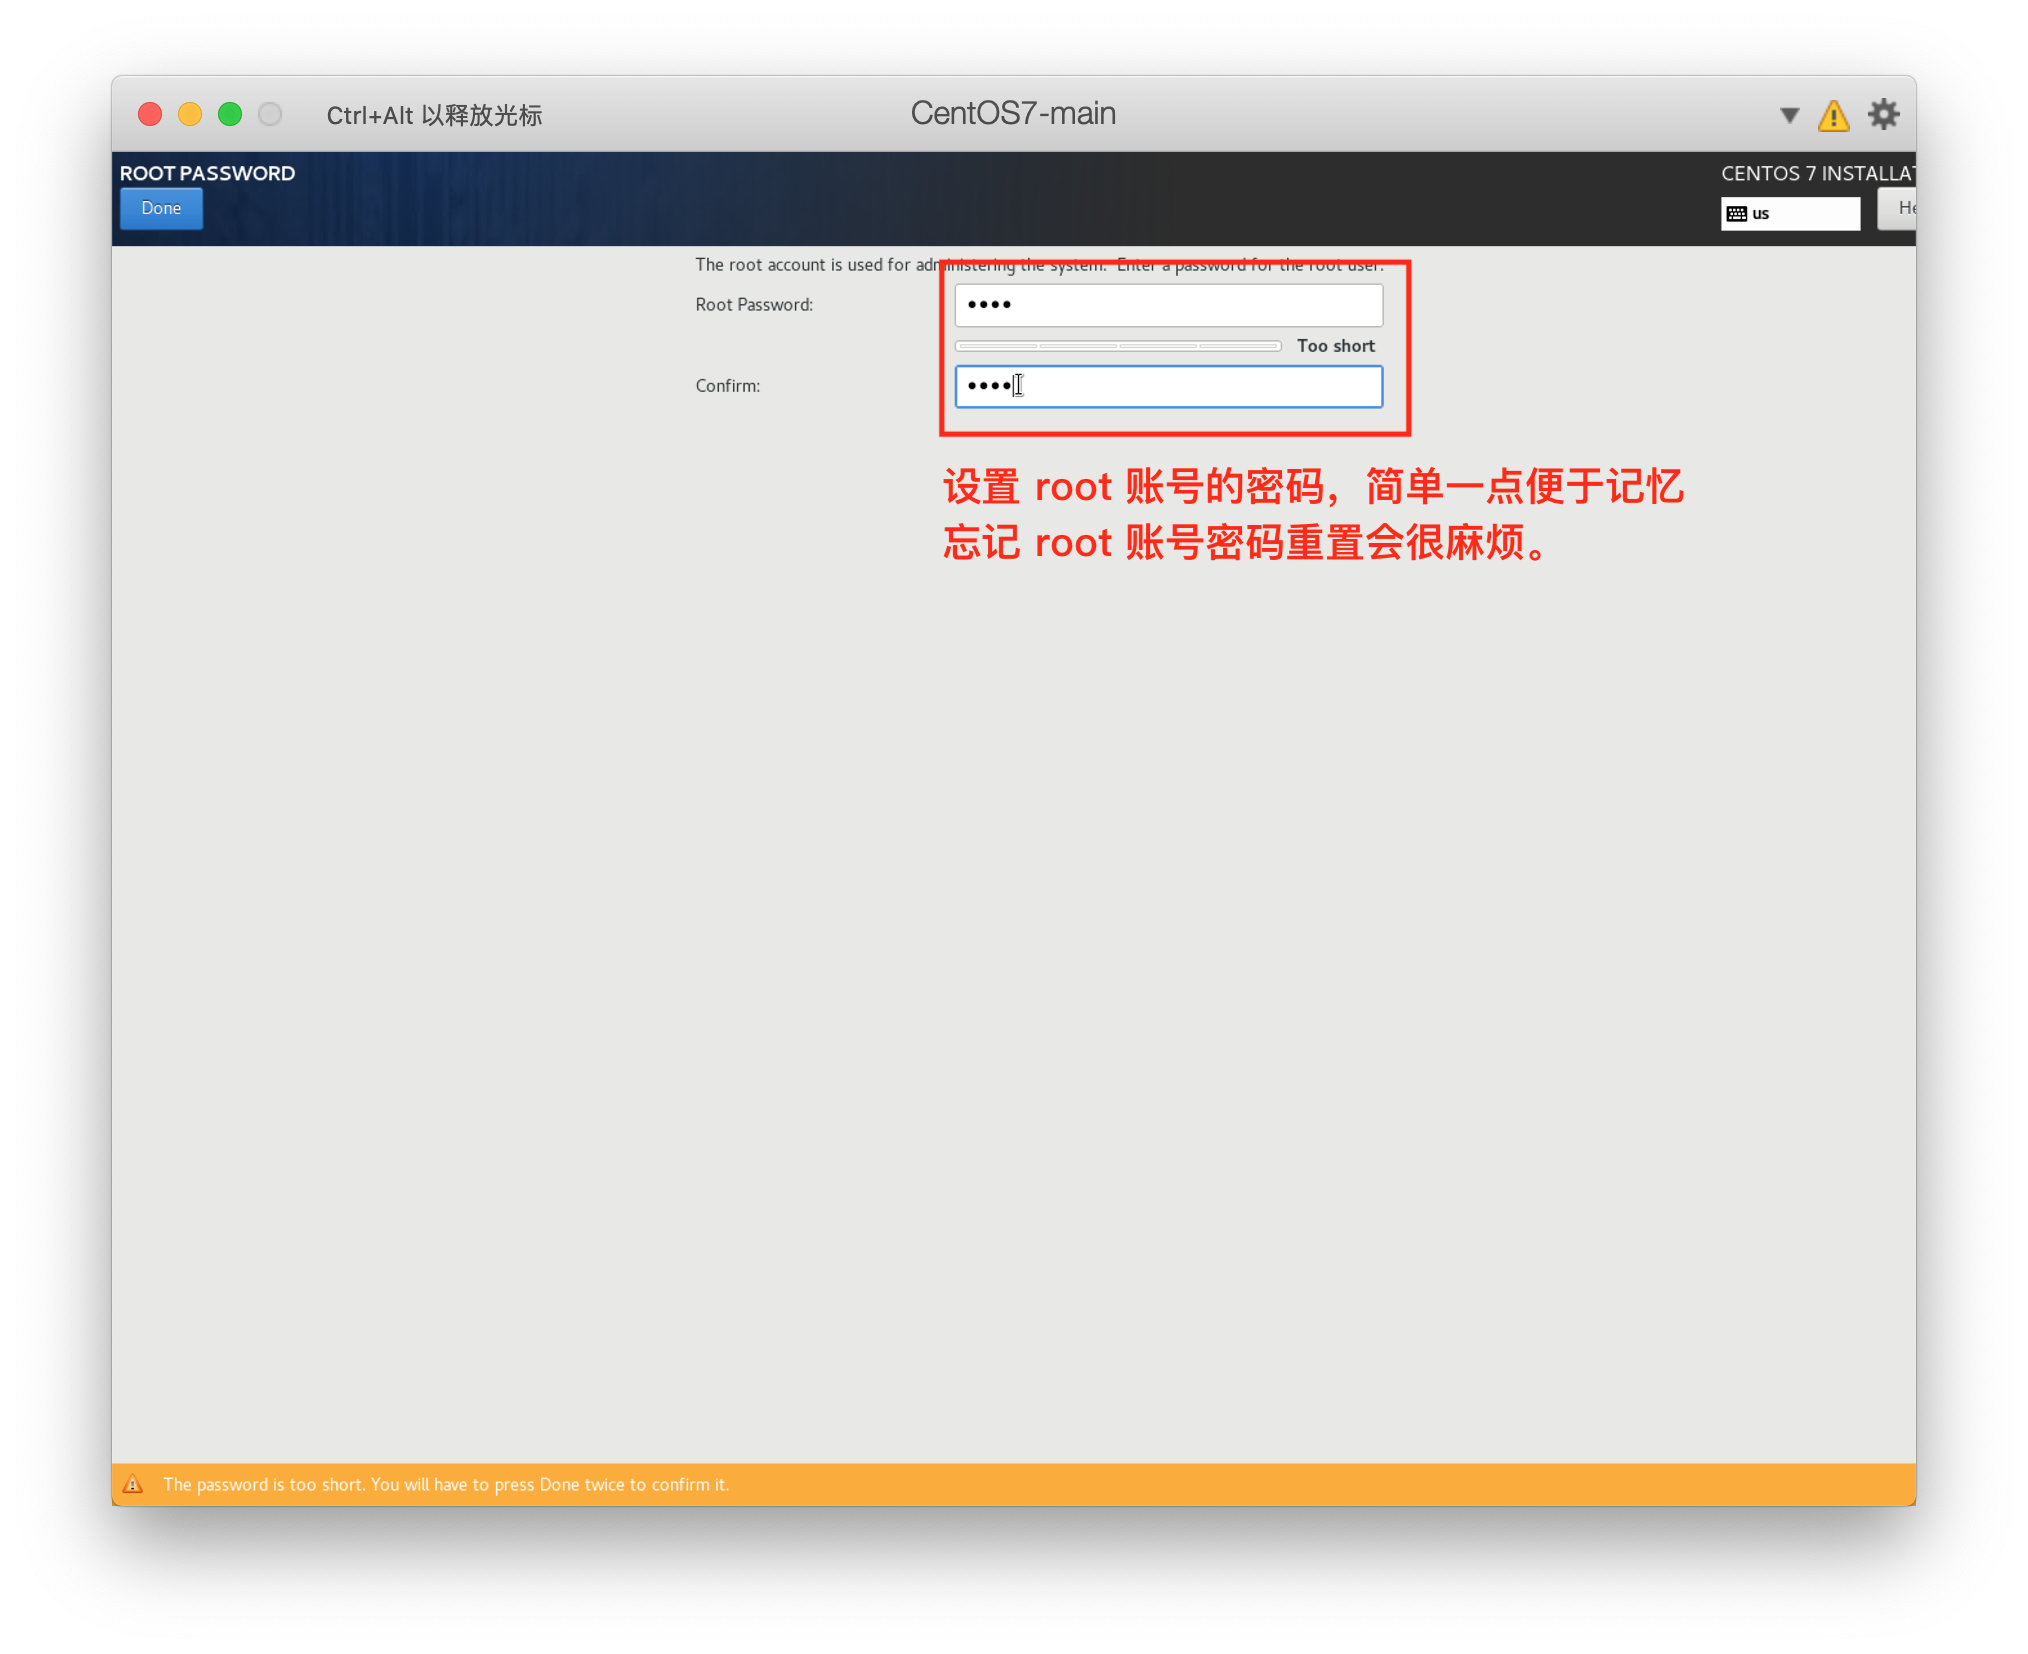 Ctrl+Alt 以释放光标
CentOS7-main
ROOT PASSWORD
CENTOS 7 INSTALLAT
Done
us
He
The root account is used for administering the system. Enter a password for the root user.
Root Password:
••••
Too short
Confirm:
••••
设置 root 账号的密码，简单一点便于记忆
忘记 root 账号密码重置会很麻烦。
The password is too short. You will have to press Done twice to confirm it.